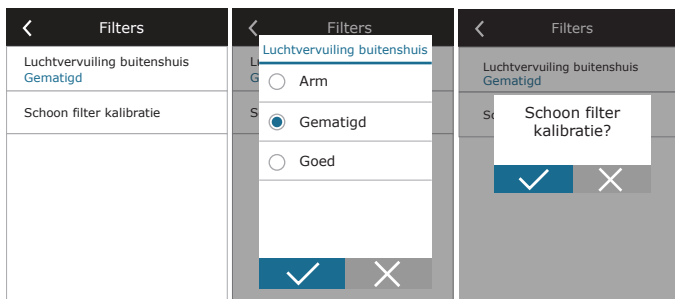 Filters
Luchtvervuiling buitenshuis
Gematigd
Schoon filter kalibratie
Filters
Luchtvervuiling buitenshuis
Arm
Gematigd
Goed
Filters
Luchtvervuiling buitenshuis
Gematigd
Schoon filter
kalibratie?